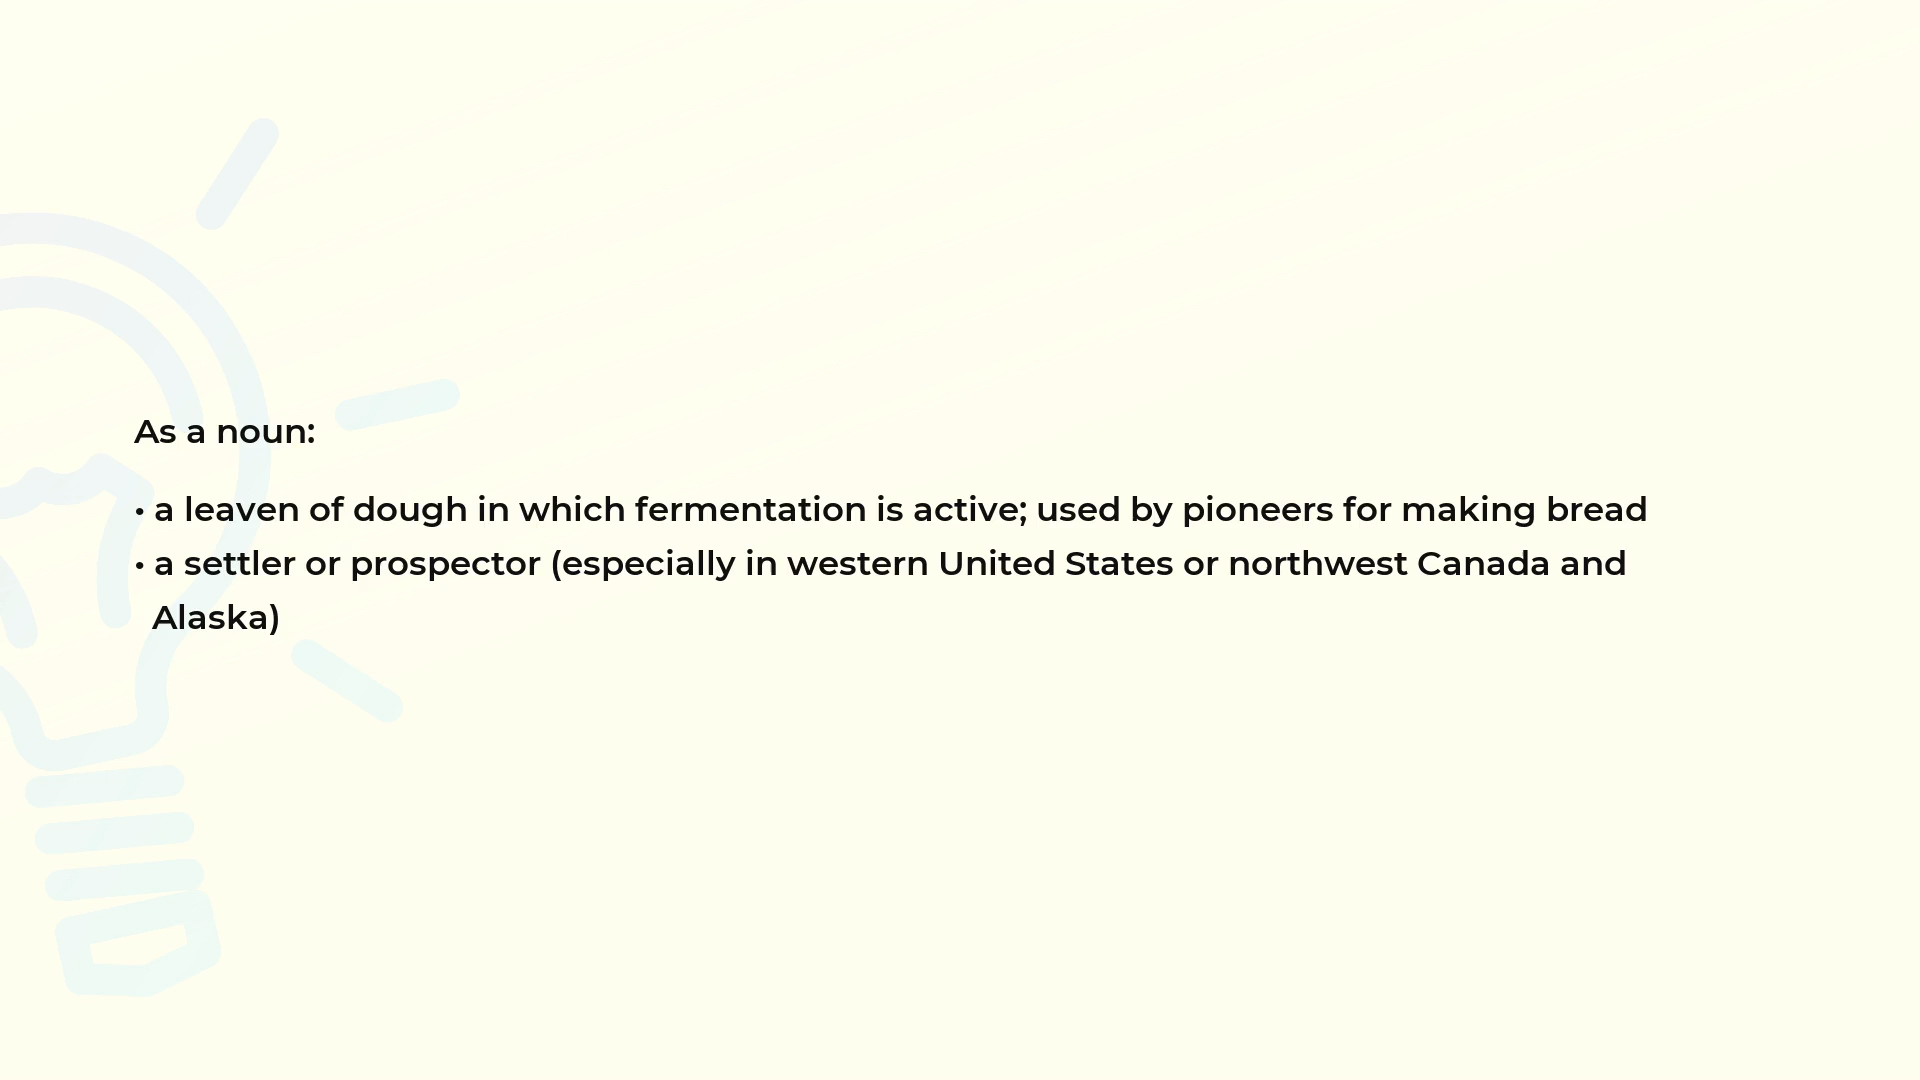 As a noun:
• a leaven of dough in which fermentation is active; used by pioneers for making bread
• a settler or prospector (especially in western United States or northwest Canada and
Alaska)